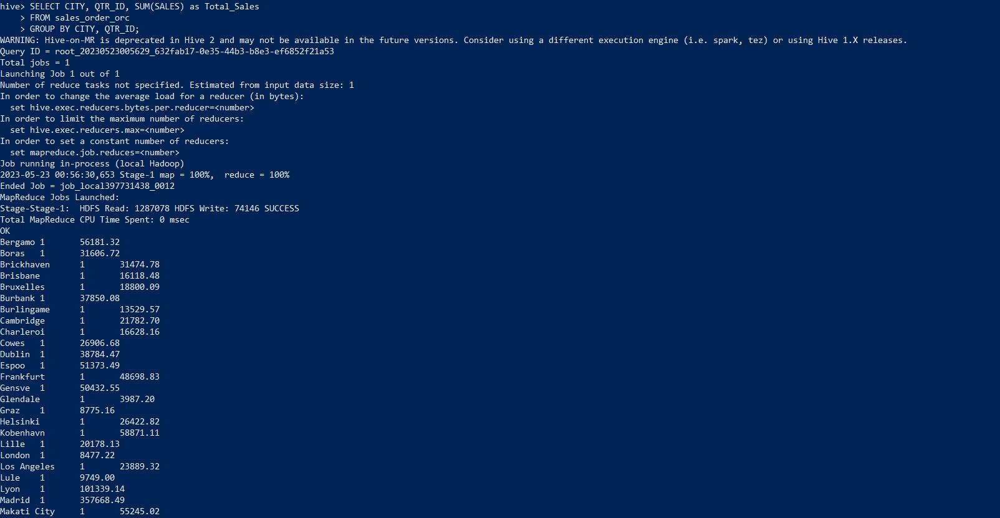 hive> SELECT CITY, QTR_ID, SUM(SALES) as Total_Sales
    > FROM sales_order_orc
    > GROUP BY CITY, QTR_ID;
WARNING: Hive-on-MR is deprecated in Hive 2 and may not be available in the future versions. Consider using a different execution engine (i.e. spark, tez) or using Hive 1.X releases.
Query ID = root_20230523005629_632fab17-0e35-44b3-b8e3-ef6852f21a53
Total jobs = 1
Launching Job 1 out of 1
Number of reduce tasks not specified. Estimated from input data size: 1
In order to change the average load for a reducer (in bytes):
  set hive.exec.reducers.bytes.per.reducer=<number>
In order to limit the maximum number of reducers:
  set hive.exec.reducers.max=<number>
In order to set a constant number of reducers:
  set mapreduce.job.reduces=<number>
Job running in-process (local Hadoop)
2023-05-23 00:56:30,653 Stage-1 map = 100%,  reduce = 100%
Ended Job = job_local397731438_0012
MapReduce Jobs Launched:
Stage-Stage-1:  HDFS Read: 1287078 HDFS Write: 74146 SUCCESS
Total MapReduce CPU Time Spent: 0 msec
OK
Bergamo 1       56181.32
Boras   1       31606.72
Brickhaven      1       31474.78
Brisbane        1       16118.48
Bruxelles       1       18800.09
Burbank 1       37850.08
Burlingame      1       13529.57
Cambridge       1       21782.70
Charleroi       1       16628.16
Cowes   1       26906.68
Dublin  1       38784.47
Espoo   1       51373.49
Frankfurt       1       48698.83
Gensve  1       50432.55
Glendale        1       3987.20
Graz    1       8775.16
Helsinki        1       26422.82
Kobenhavn       1       58871.11
Lille   1       20178.13
London  1       8477.22
Los Angeles     1       23889.32
Lule    1       9749.00
Lyon    1       101339.14
Madrid  1       357668.49
Makati City     1       55245.02